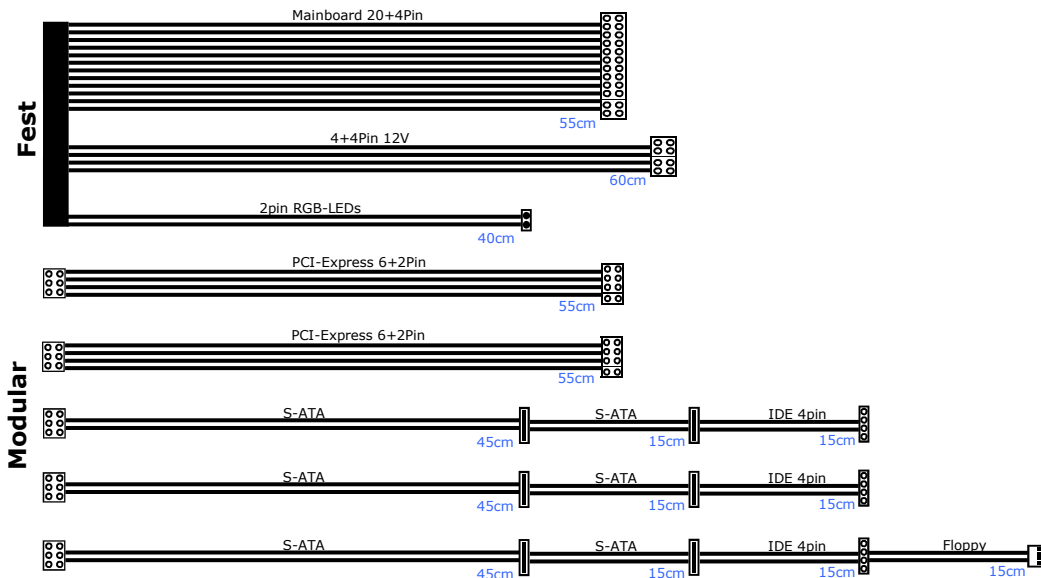 Mainboard 20+4Pin
55cm
Fest
4+4Pin 12V
60cm
2pin RGB-LEDs
40cm
PCI-Express 6+2Pin
55cm
PCI-Express 6+2Pin
55cm
Modular
S-ATA S-ATA IDE 4pin
45cm 15cm 15cm
S-ATA S-ATA IDE 4pin
45cm 15cm 15cm
S-ATA S-ATA IDE 4pin Floppy
45cm 15cm 15cm 15cm